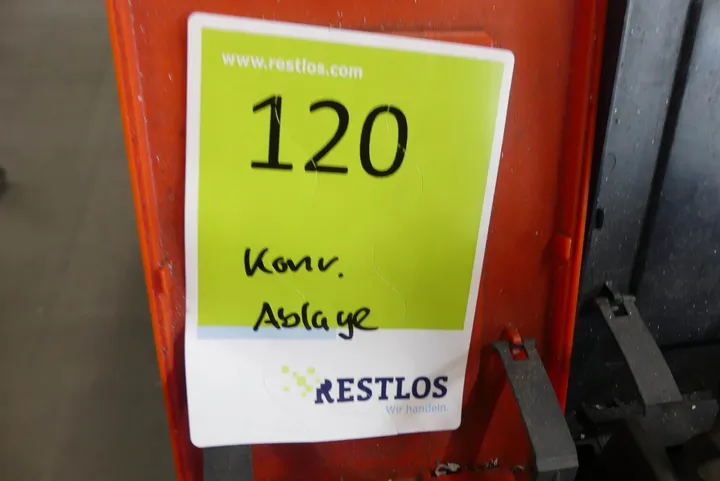 www.restlos.com
120
Konv.
Ablage
RESTLOS
Wir handeln.